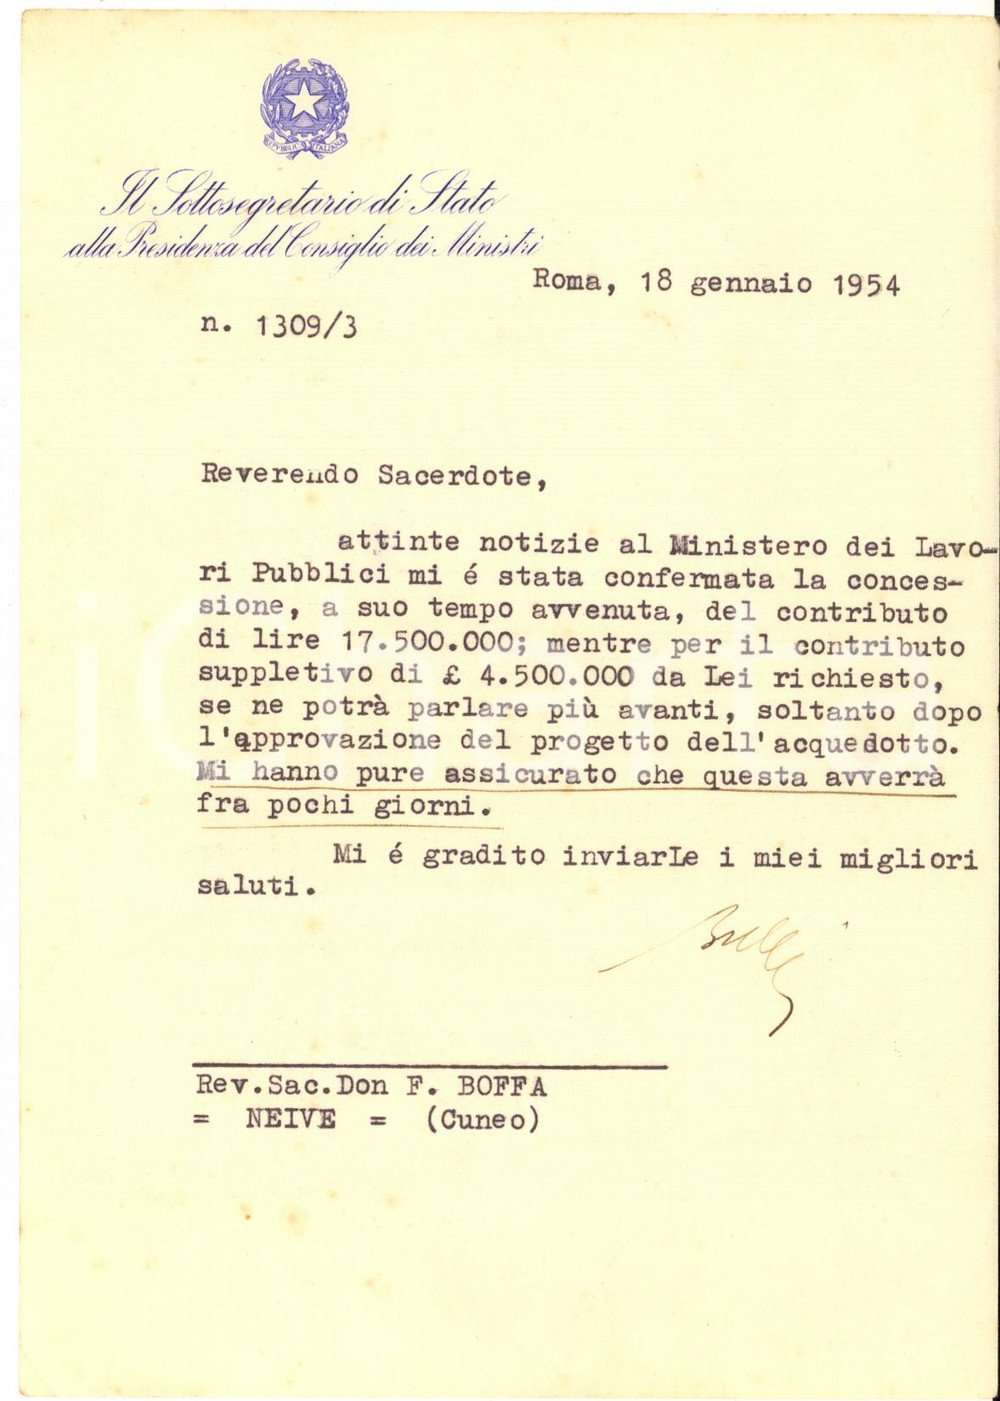 REPVBBLICA ITALIANA
Il Sottosegretario di Stato
alla Presidenza del Consiglio dei Ministri
Roma, 18 gennaio 1954
n. 1309/3
Reverendo Sacerdote,
attinte notizie al Ministero dei Lavo-
ri Pubblici mi é stata confermata la conces-
sione, a suo tempo avvenuta, del contributo
di lire 17.500.000; mentre per il contributo
suppletivo di £ 4.500.000 da Lei richiesto,
se ne potrà parlare più avanti, soltanto dopo
l'approvazione del progetto dell'acquedotto.
Mi hanno pure assicurato che questa avverrà
fra pochi giorni.
Mi é gradito inviarLe i miei migliori
saluti.
Rev.Sac.Don F. BOFFA
= NEIVE = (Cuneo)